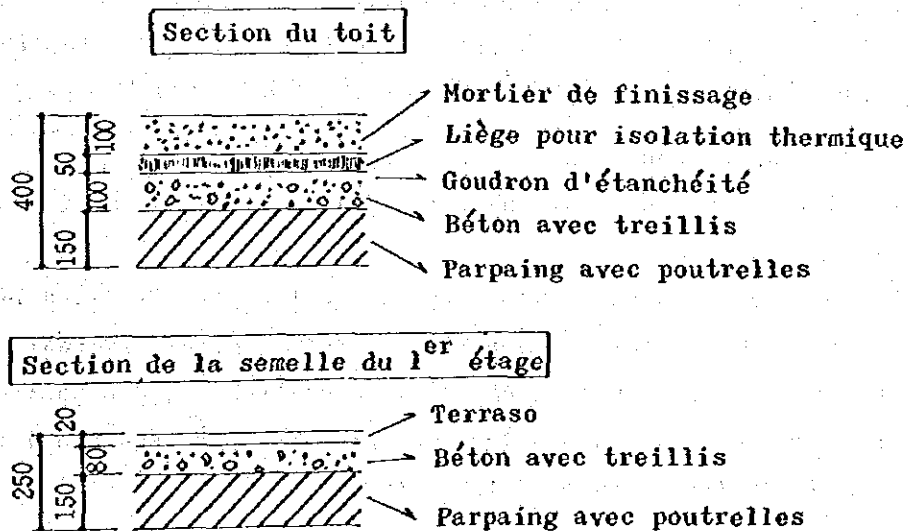 Section du toit
Mortier de finissage
Liège pour isolation thermique
Goudron d'étanchéité
Béton avec treillis
Parpaing avec poutrelles
400
100
50
100
150
Section de la semelle du 1er étage
Terraso
Béton avec treillis
Parpaing avec poutrelles
250
20
80
150